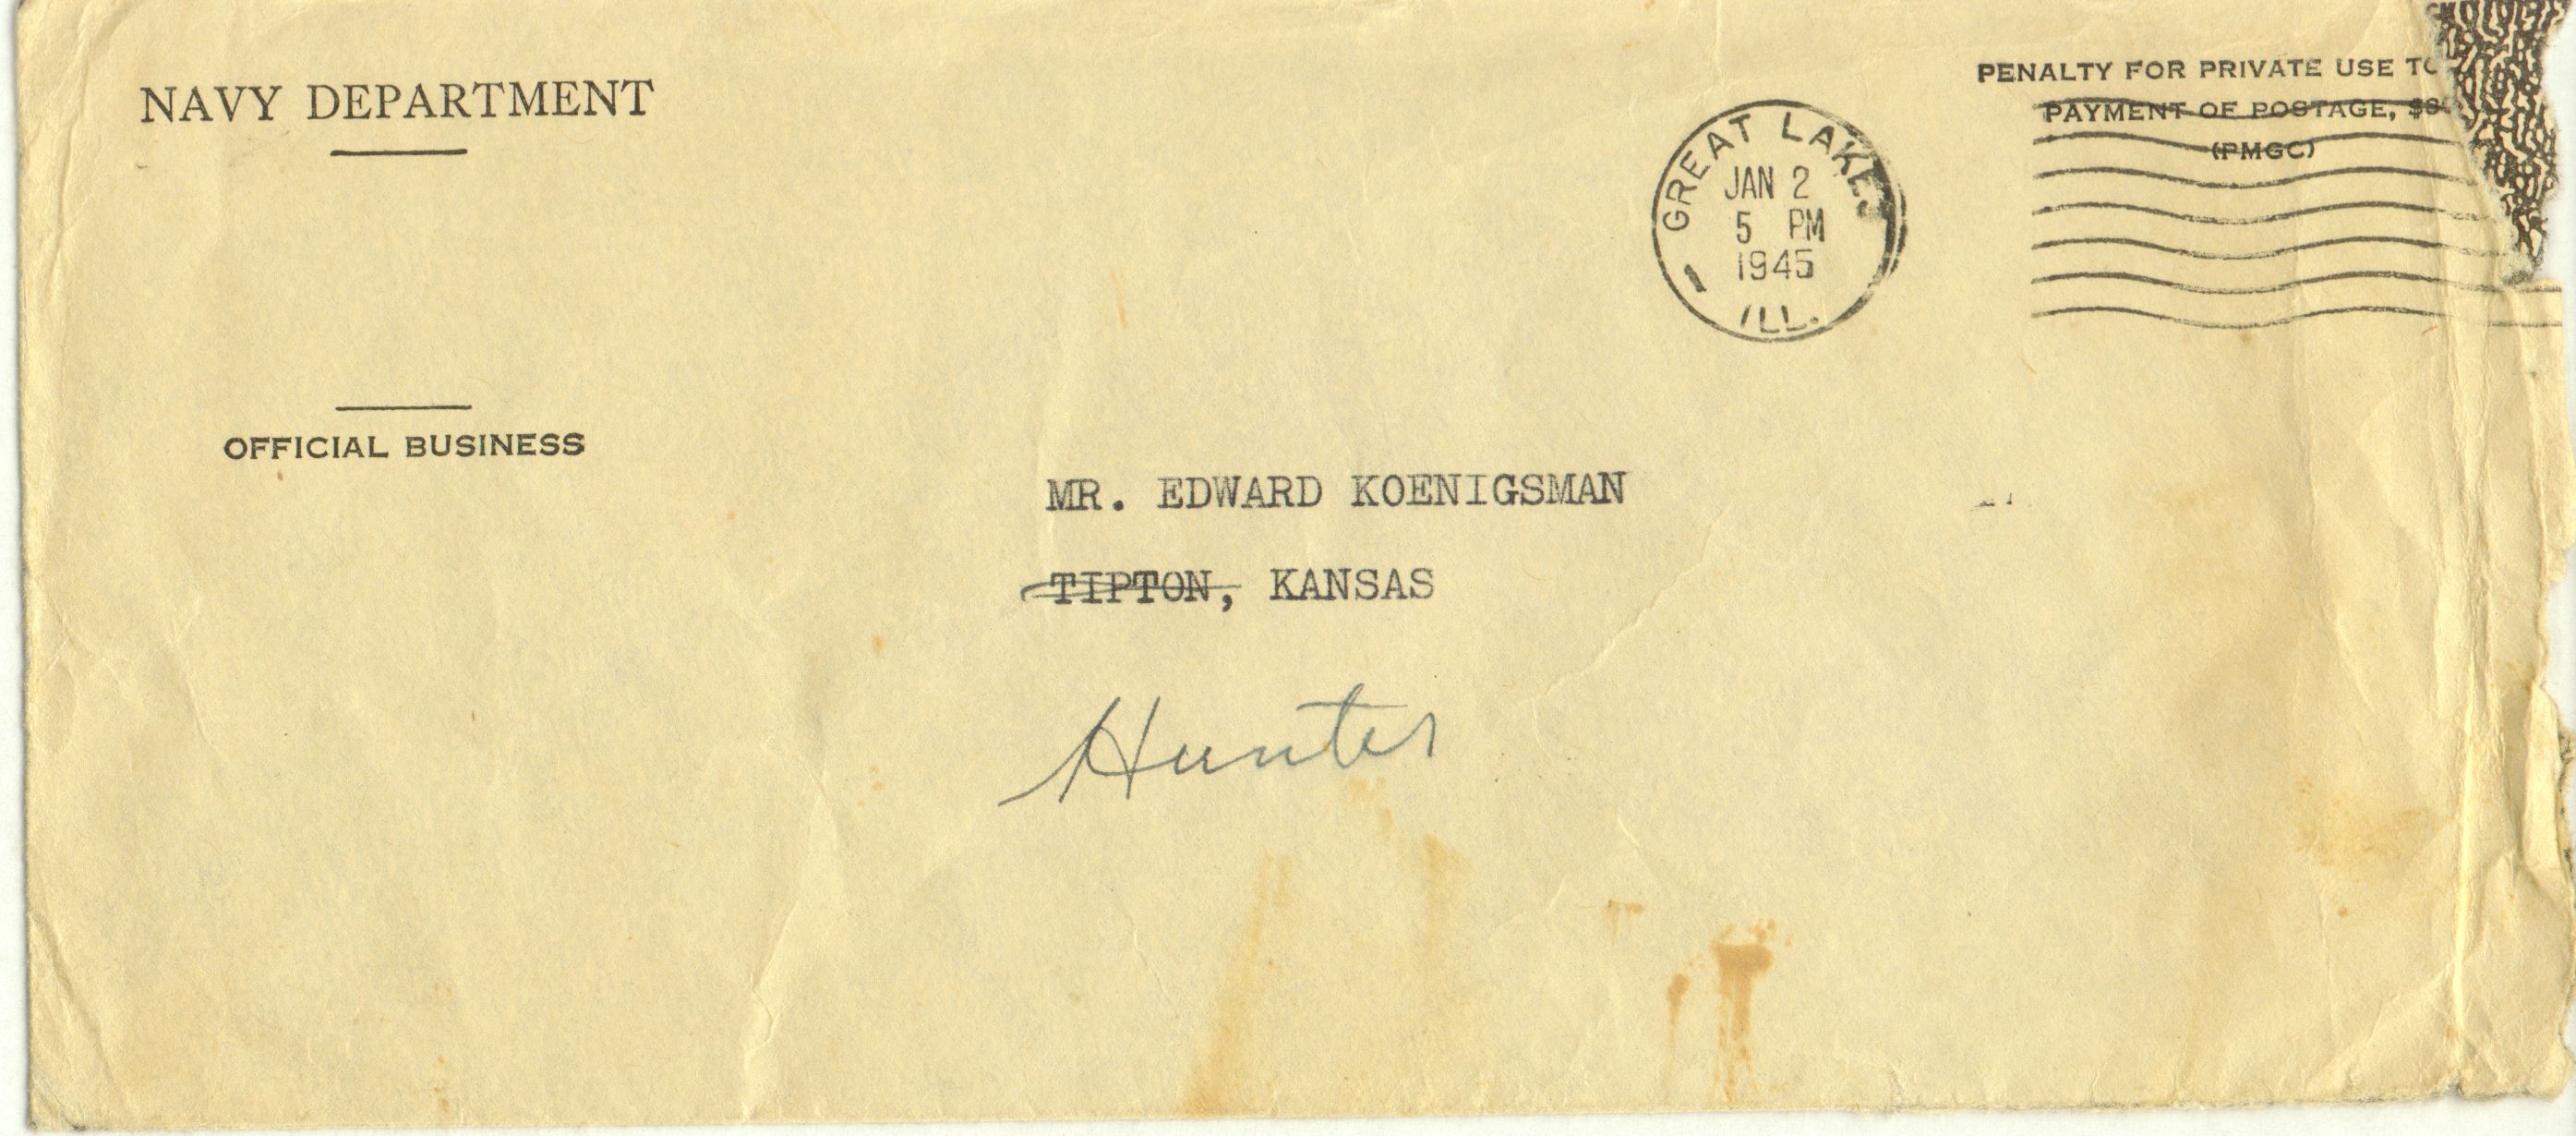 NAVY DEPARTMENT
OFFICIAL BUSINESS
GREAT LAKES
JAN 2
5 PM
1945
ILL.
PENALTY FOR PRIVATE USE TO
PAYMENT OF POSTAGE,
(PMGC)
MR. EDWARD KOENIGSMAN
TIPTON, KANSAS
Hunter